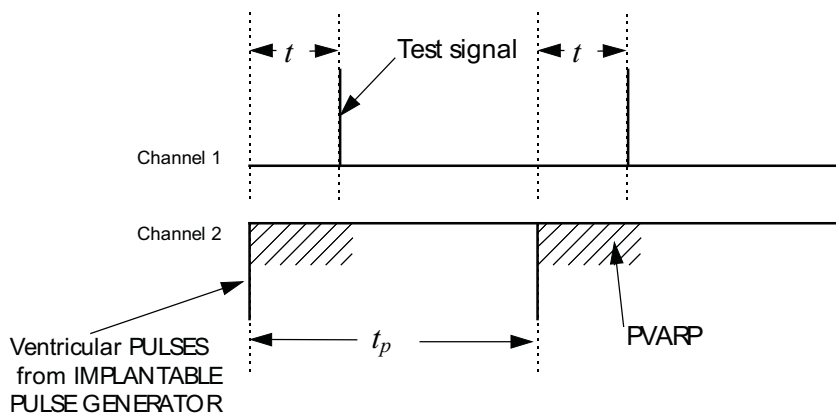 t
Test signal
t
Channel 1
Channel 2
tp
PVARP
Ventricular PULSES
from IMPLANTABLE
PULSE GENERATOR